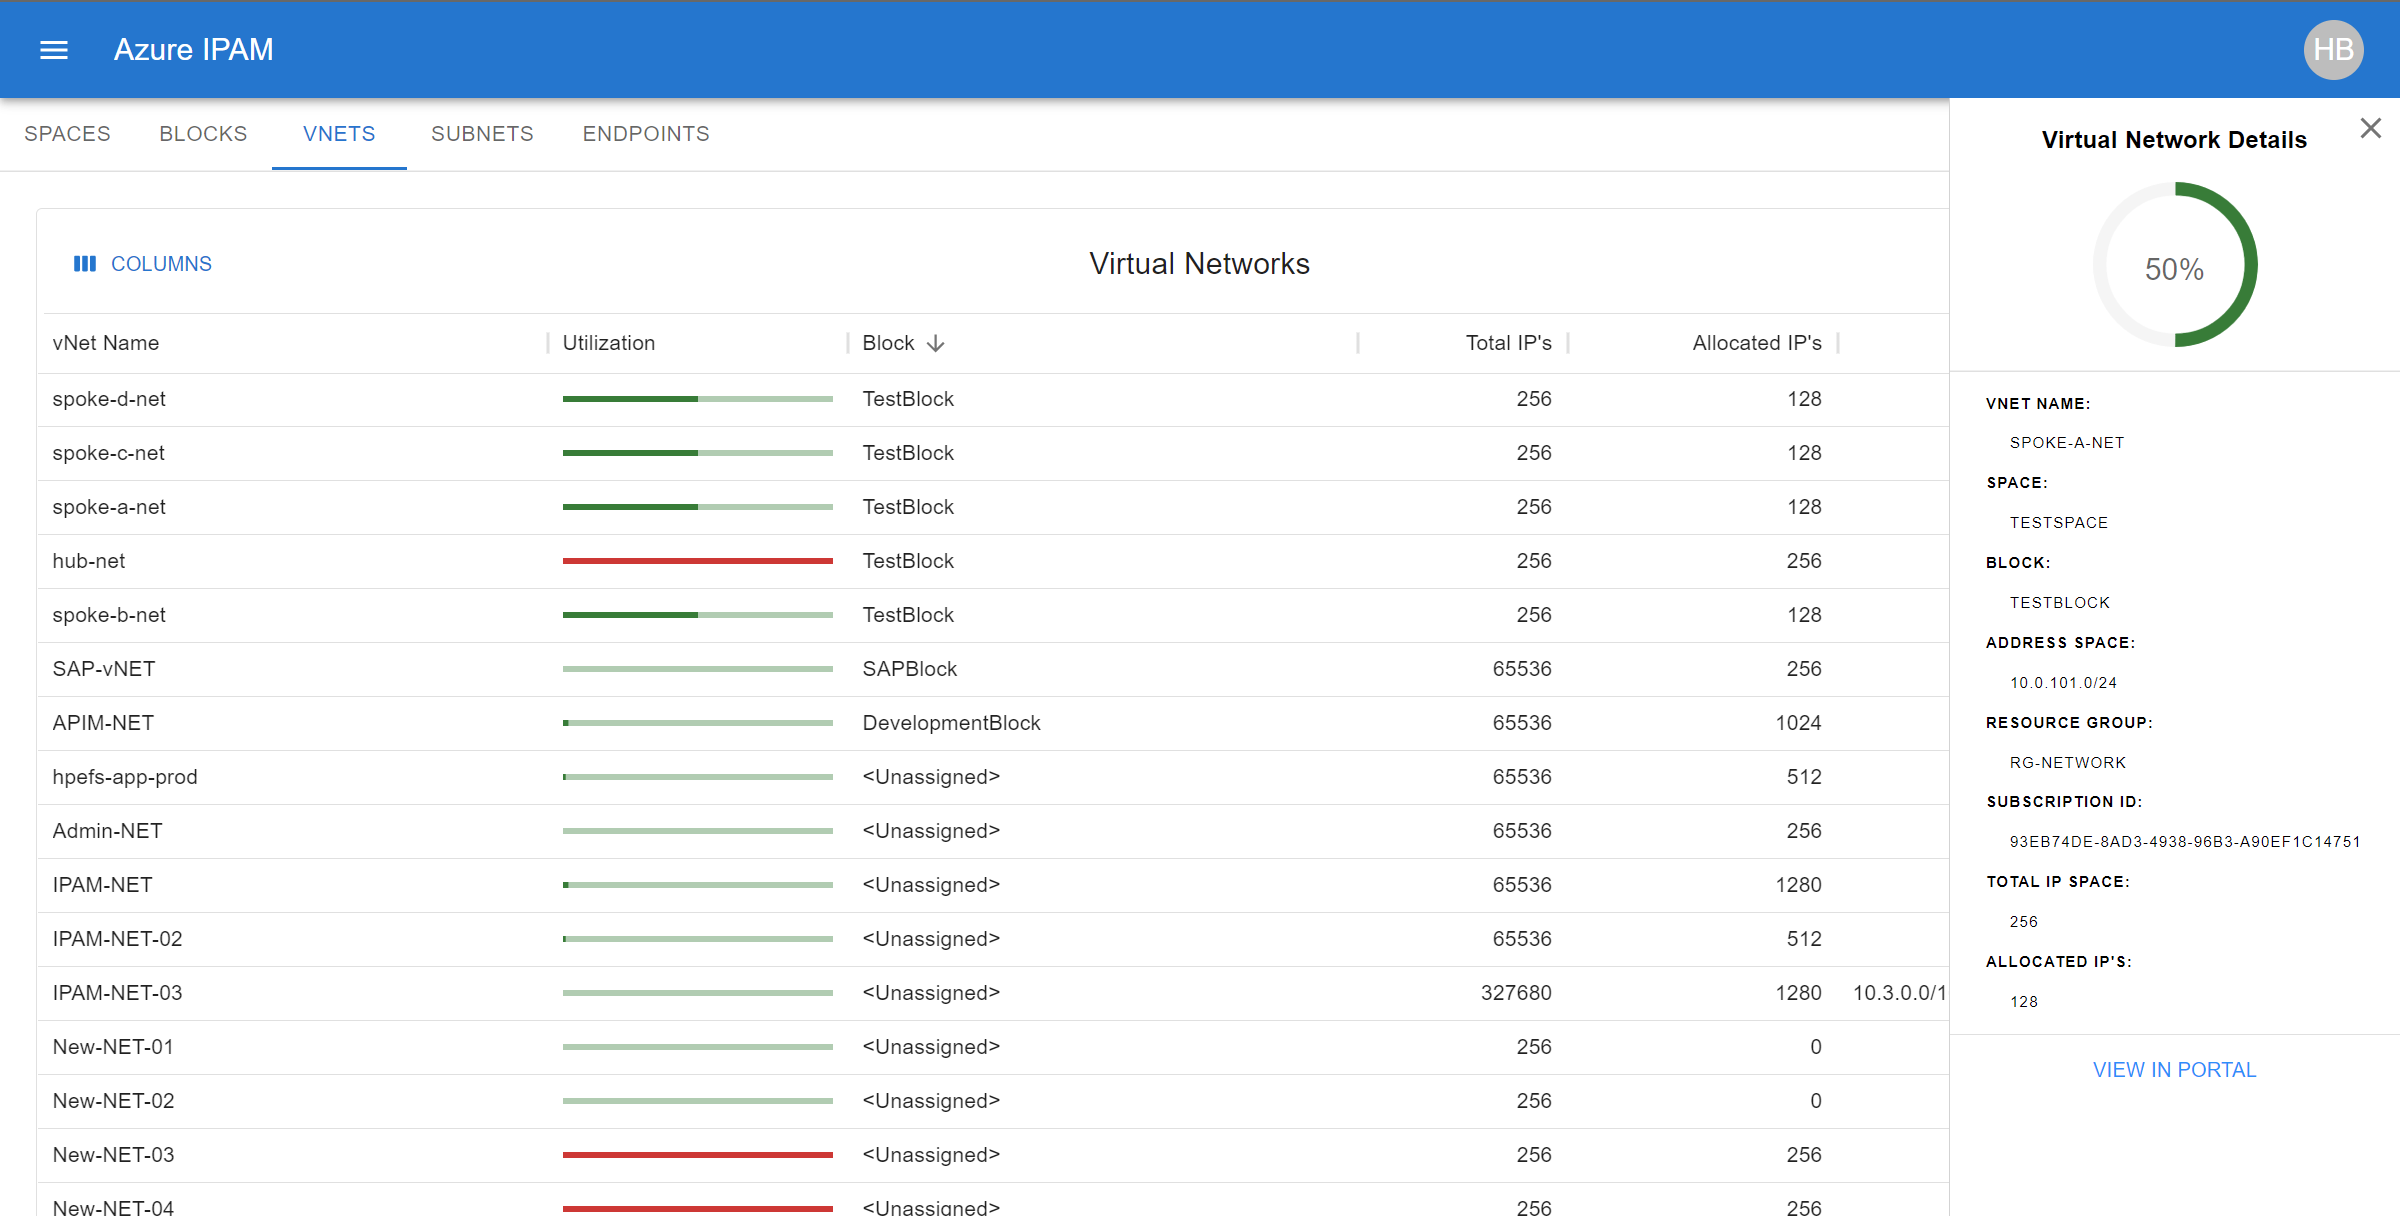 Azure IPAM
HB
SPACES BLOCKS VNETS SUBNETS ENDPOINTS
COLUMNS
Virtual Networks
vNet Name Utilization Block Total IP's Allocated IP's
spoke-d-net TestBlock 256 128
spoke-c-net TestBlock 256 128
spoke-a-net TestBlock 256 128
hub-net TestBlock 256 256
spoke-b-net TestBlock 256 128
SAP-vNET SAPBlock 65536 256
APIM-NET DevelopmentBlock 65536 1024
hpefs-app-prod <Unassigned> 65536 512
Admin-NET <Unassigned> 65536 256
IPAM-NET <Unassigned> 65536 1280
IPAM-NET-02 <Unassigned> 65536 512
IPAM-NET-03 <Unassigned> 327680 1280 10.3.0.0/1
New-NET-01 <Unassigned> 256 0
New-NET-02 <Unassigned> 256 0
New-NET-03 <Unassigned> 256 256
New-NET-04 <Unassigned> 256 256
Virtual Network Details
50%
VNET NAME:
SPOKE-A-NET
SPACE:
TESTSPACE
BLOCK:
TESTBLOCK
ADDRESS SPACE:
10.0.101.0/24
RESOURCE GROUP:
RG-NETWORK
SUBSCRIPTION ID:
93EB74DE-8AD3-4938-96B3-A90EF1C14751
TOTAL IP SPACE:
256
ALLOCATED IP'S:
128
VIEW IN PORTAL